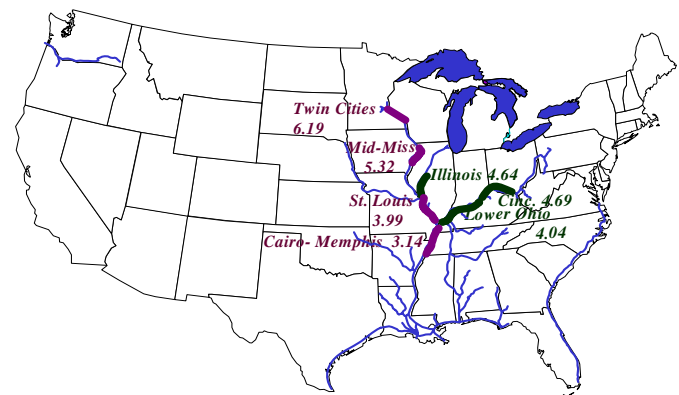 Twin Cities
6.19
Mid-Miss
5.32
Illinois 4.64
St. Louis
3.99
Cinc. 4.69
Lower Ohio
4.04
Cairo- Memphis 3.14